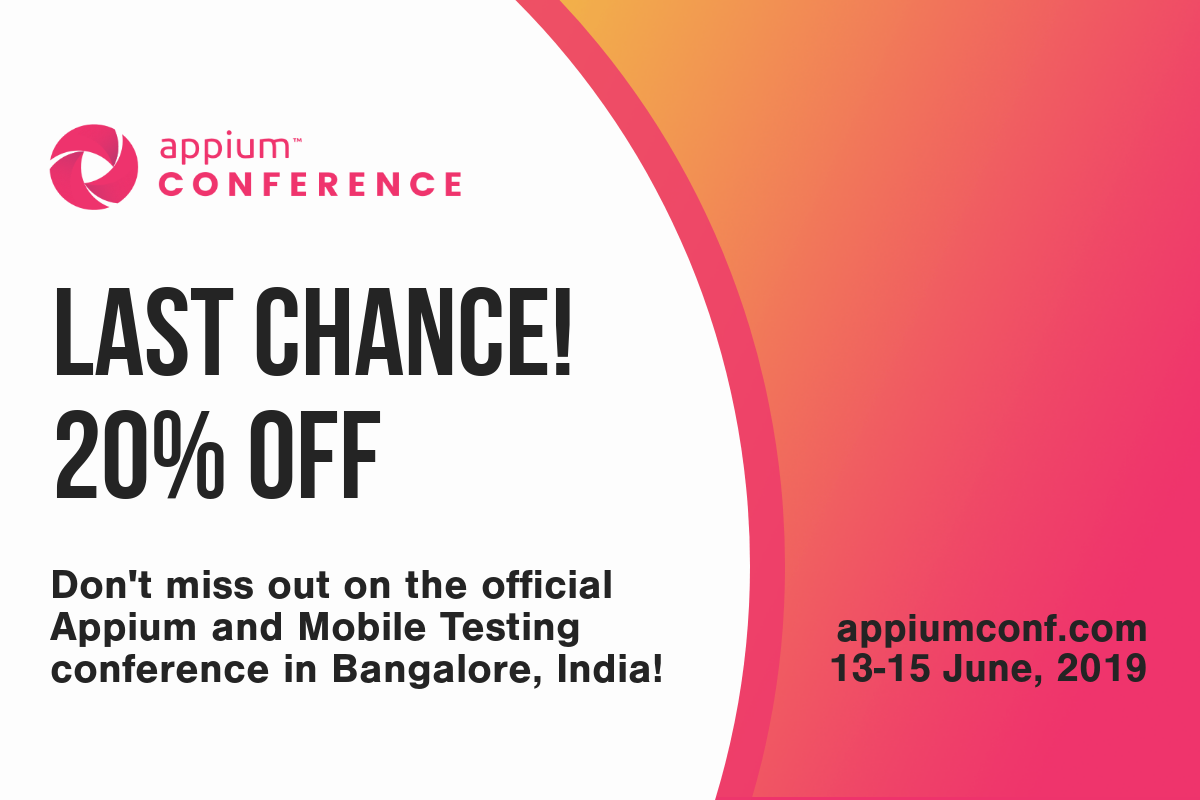 appium™
CONFERENCE
LAST CHANCE!
20% OFF
Don't miss out on the official
Appium and Mobile Testing
conference in Bangalore, India!
appiumconf.com
13-15 June, 2019